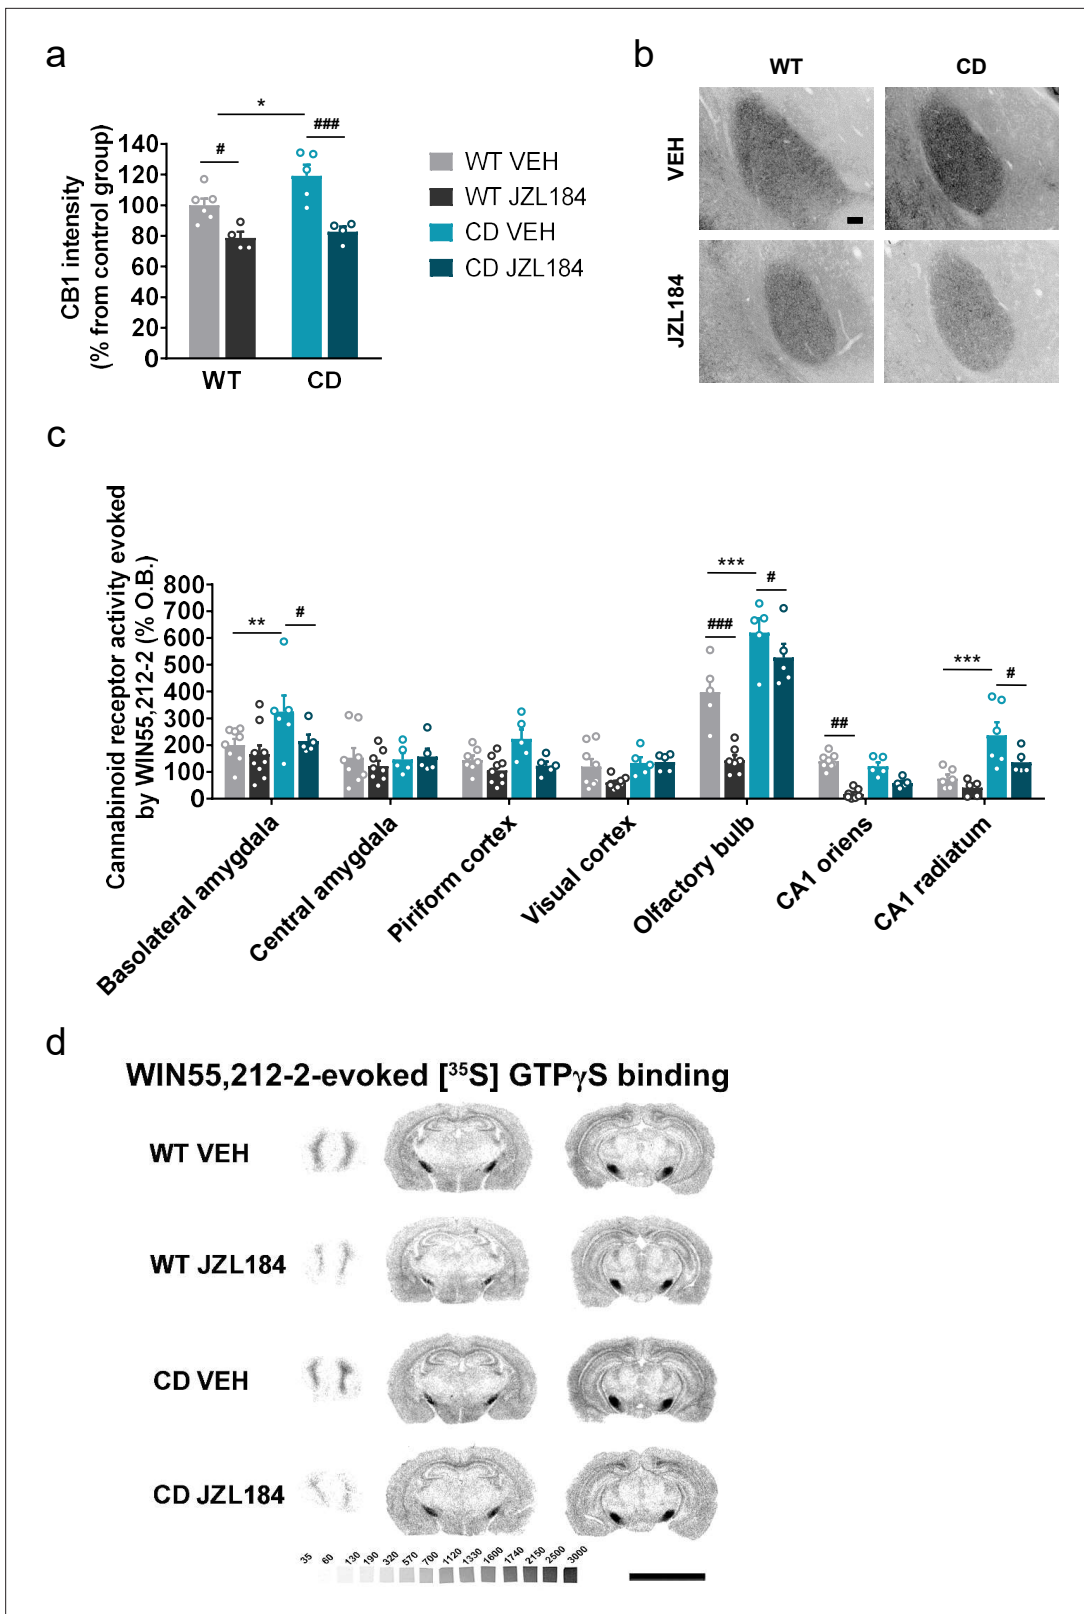 a
*
###
#
140
120
100
80
60
40
20
0
CB1 intensity
(% from control group)
WT
CD
WT VEH
WT JZL184
CD VEH
CD JZL184
b
WT
CD
VEH
JZL184
c
Cannabinoid receptor activity evoked
by WIN55,212-2 (% O.B.)
800
700
600
500
400
300
200
100
0
**
#
***
#
###
##
***
#
Basolateral amygdala
Central amygdala
Piriform cortex
Visual cortex
Olfactory bulb
CA1 oriens
CA1 radiatum
d
WIN55,212-2-evoked [³⁵S] GTPγS binding
WT VEH
WT JZL184
CD VEH
CD JZL184
35 60 130 190 320 570 700 1120 1330 1600 1740 2150 2500 3000